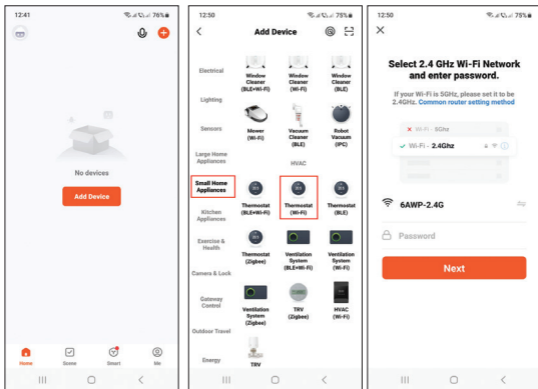 12:41
76%
No devices
Add Device
Home
Scene
Smart
Me
12:50
75%
Add Device
Electrical
Lighting
Sensors
Large Home
Appliances
Small Home
Appliances
Kitchen
Appliances
Exercise &
Health
Camera & Lock
Gateway
Control
Outdoor Travel
Energy
Window
Cleaner
(BLE+Wi-Fi)
Window
Cleaner
(Wi-Fi)
Window
Cleaner
(BLE)
Mower
(Wi-Fi)
Vacuum
Cleaner
(BLE)
Robot
Vacuum
(IPC)
HVAC
Thermostat
(BLE+Wi-Fi)
Thermostat
(Wi-Fi)
Thermostat
(BLE)
Thermostat
(Zigbee)
Ventilation
System
(BLE+Wi-Fi)
Ventilation
System
(Wi-Fi)
Ventilation
System
(Zigbee)
TRV
(Zigbee)
HVAC
(Wi-Fi)
TRV
12:50
75%
Select 2.4 GHz Wi-Fi Network
and enter password.
If your Wi-Fi is 5GHz, please set it to be
2.4GHz. Common router setting method
Wi-Fi - 5Ghz
Wi-Fi - 2.4Ghz
6AWP-2.4G
Password
Next